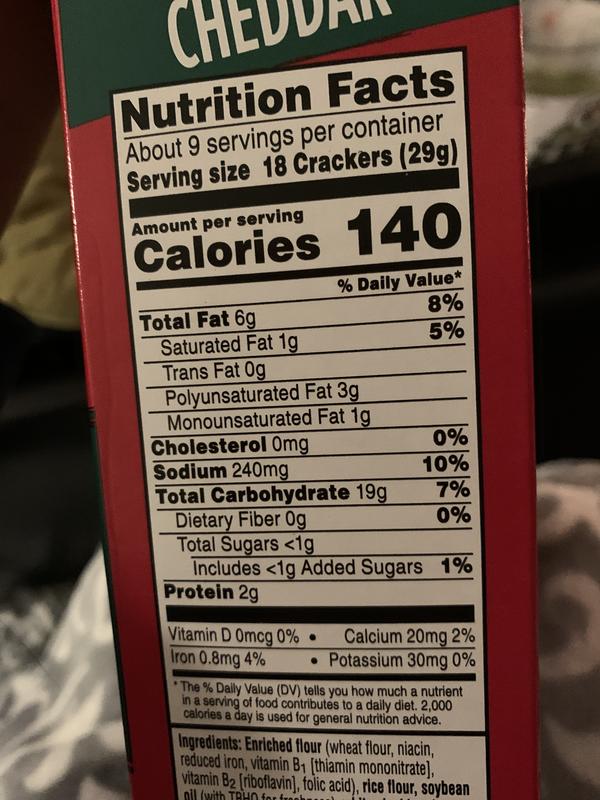 CHEDDAR
Nutrition Facts
About 9 servings per container
Serving size 18 Crackers (29g)
Amount per serving
Calories 140
% Daily Value*
Total Fat 6g 8%
Saturated Fat 1g 5%
Trans Fat 0g
Polyunsaturated Fat 3g
Monounsaturated Fat 1g
Cholesterol 0mg 0%
Sodium 240mg 10%
Total Carbohydrate 19g 7%
Dietary Fiber 0g 0%
Total Sugars <1g
Includes <1g Added Sugars 1%
Protein 2g
Vitamin D 0mcg 0% • Calcium 20mg 2%
Iron 0.8mg 4% • Potassium 30mg 0%
* The % Daily Value (DV) tells you how much a nutrient
in a serving of food contributes to a daily diet. 2,000
calories a day is used for general nutrition advice.
Ingredients: Enriched flour (wheat flour, niacin,
reduced iron, vitamin B1 [thiamin mononitrate],
vitamin B2 [riboflavin], folic acid), rice flour, soybean
oil (with TBHQ for freshness),